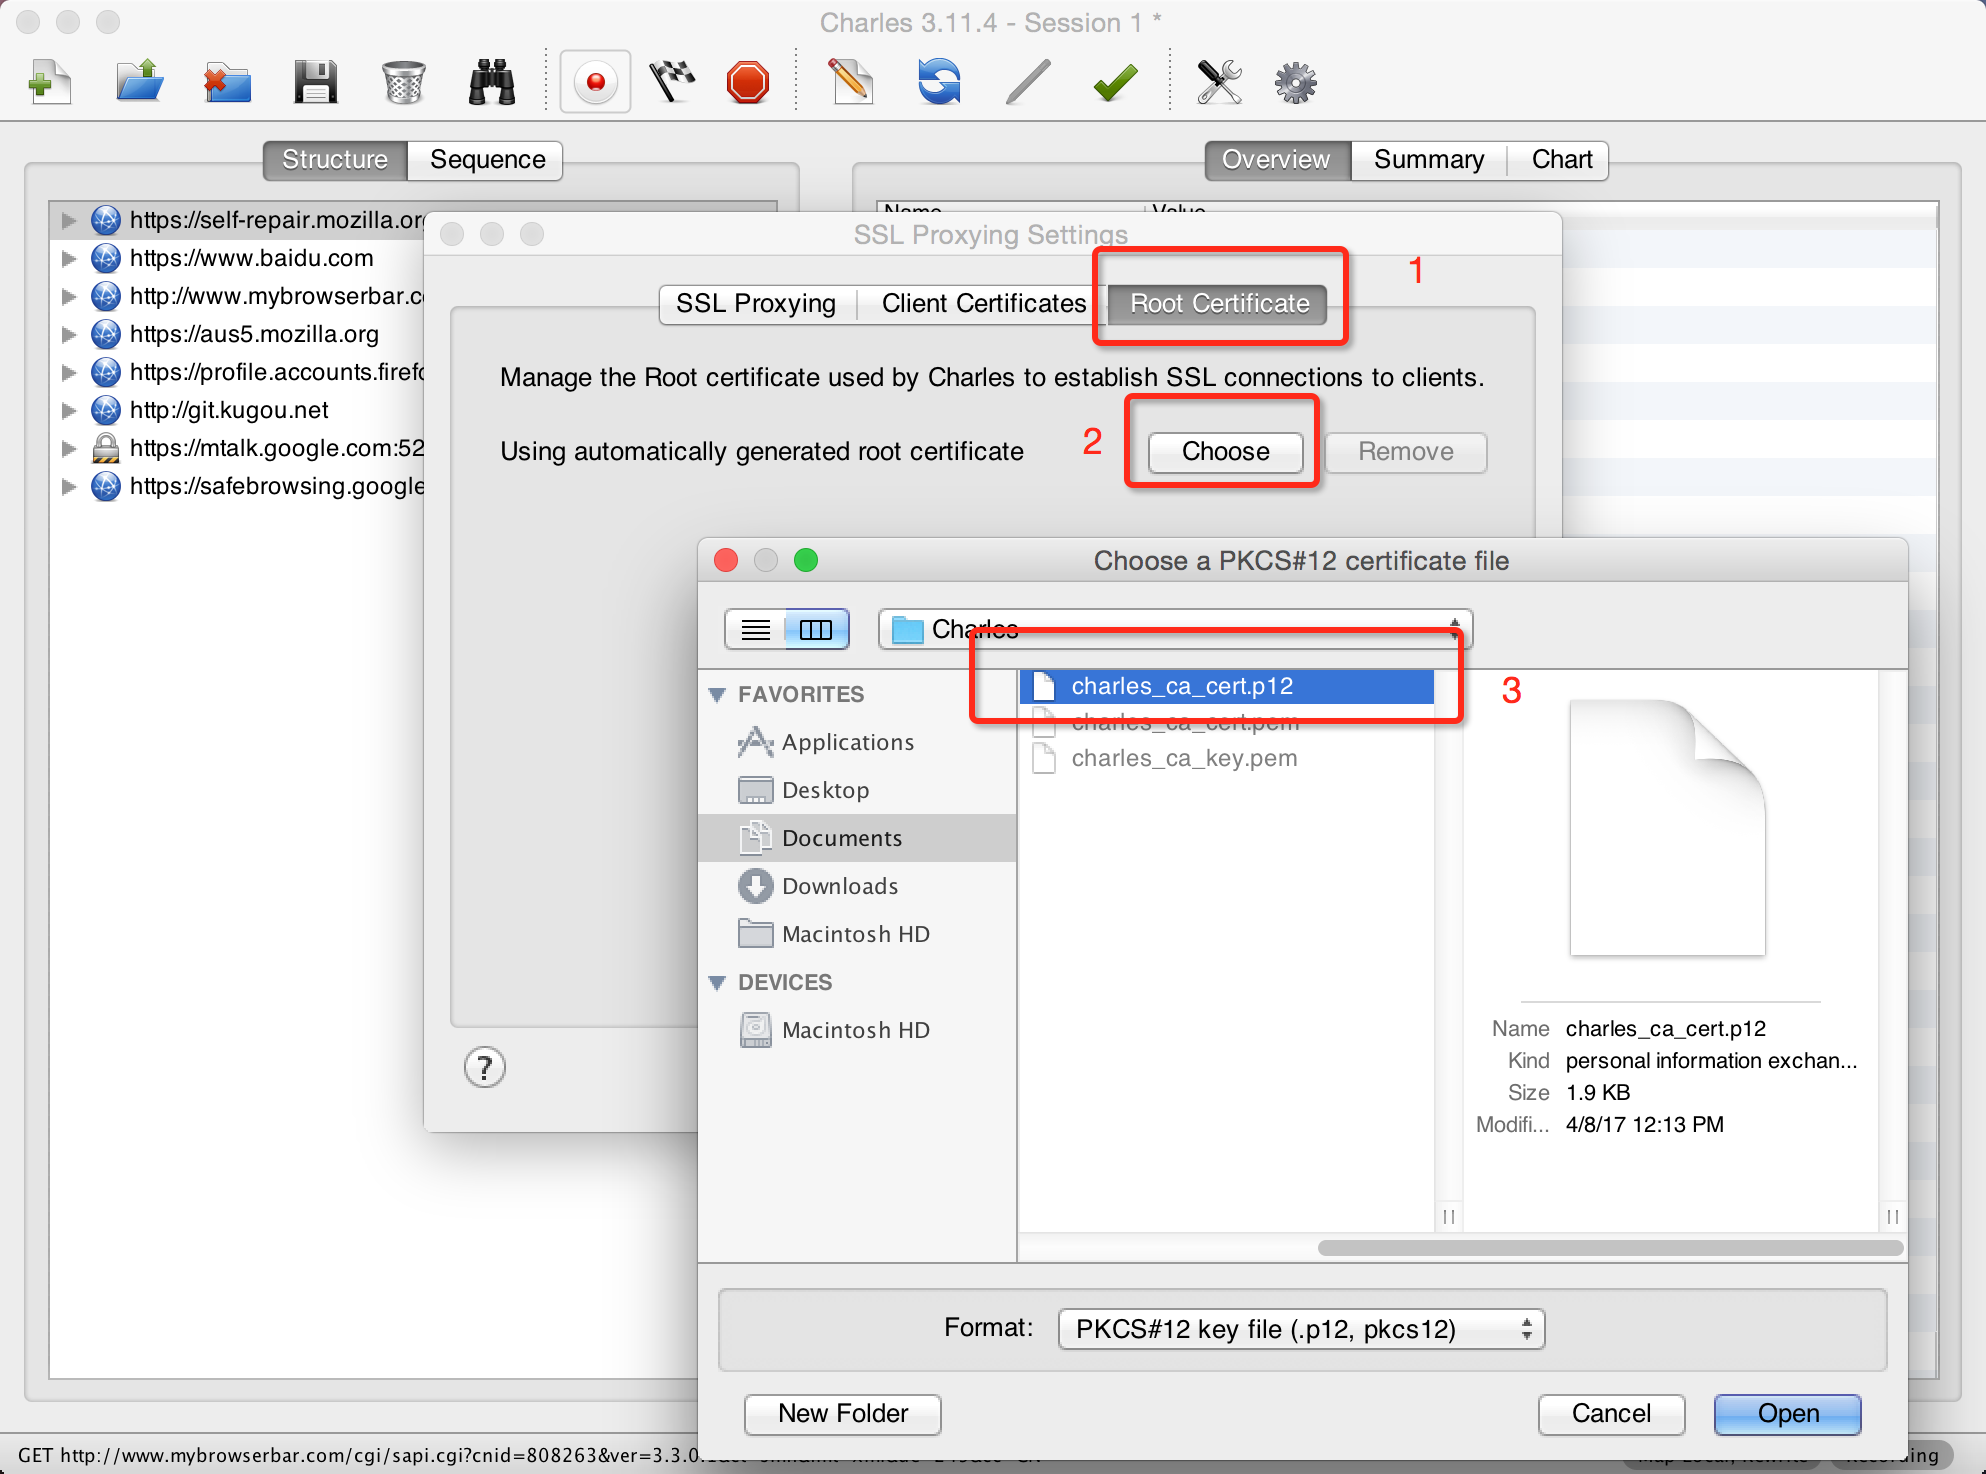 Charles 3.11.4 - Session 1 *
Structure
Sequence
Overview
Summary
Chart
Name
Value
https://self-repair.mozilla.org
https://www.baidu.com
http://www.mybrowserbar.c
https://aus5.mozilla.org
https://profile.accounts.firefo
http://git.kugou.net
https://mtalk.google.com:52
https://safebrowsing.google
SSL Proxying Settings
1
SSL Proxying
Client Certificates
Root Certificate
Manage the Root certificate used by Charles to establish SSL connections to clients.
Using automatically generated root certificate
2
Choose
Remove
Choose a PKCS#12 certificate file
Charles
FAVORITES
Applications
Desktop
Documents
Downloads
Macintosh HD
DEVICES
Macintosh HD
charles_ca_cert.p12
3
charles_ca_cert.pem
charles_ca_key.pem
Name charles_ca_cert.p12
Kind personal information exchan...
Size 1.9 KB
Modifi... 4/8/17 12:13 PM
Format:
PKCS#12 key file (.p12, pkcs12)
New Folder
Cancel
Open
?
GET http://www.mybrowserbar.com/cgi/sapi.cgi?cnid=808263&ver=3.3.0.
Map Local, Rewrite
Recording